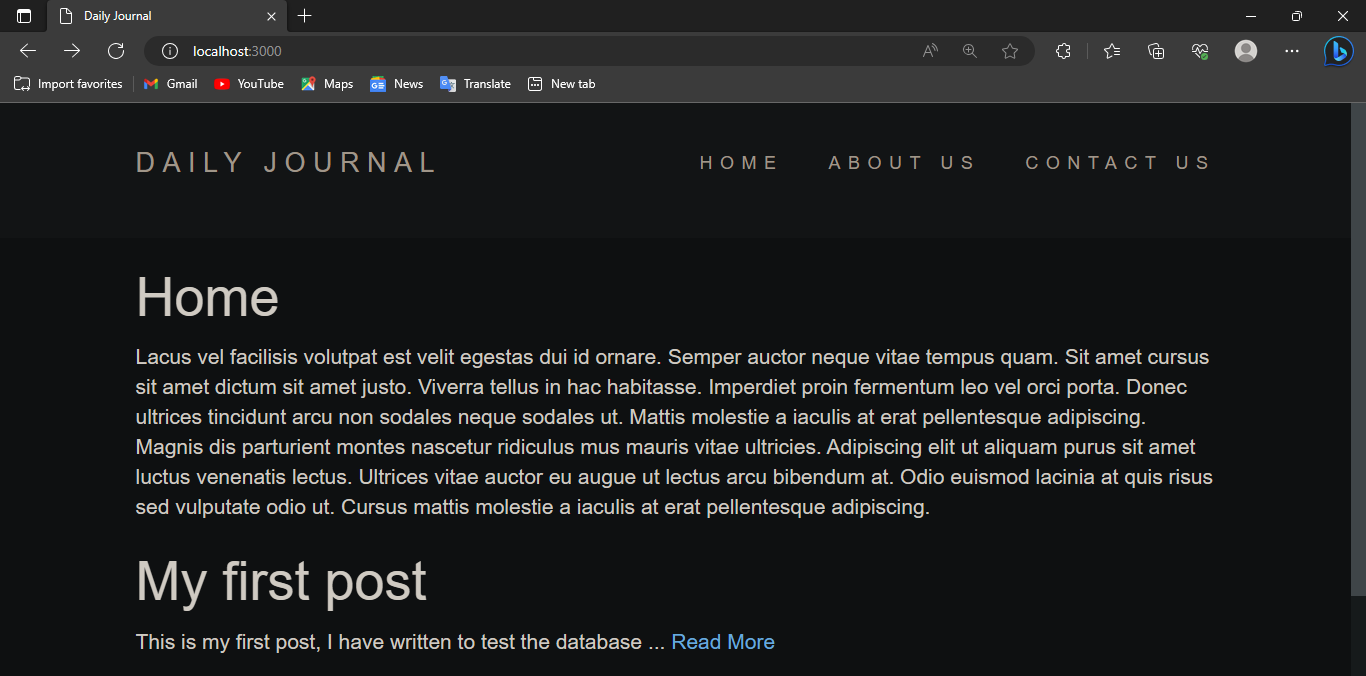 Daily Journal
localhost:3000
Import favorites Gmail YouTube Maps News Translate New tab
DAILY JOURNAL HOME ABOUT US CONTACT US
Home
Lacus vel facilisis volutpat est velit egestas dui id ornare. Semper auctor neque vitae tempus quam. Sit amet cursus
sit amet dictum sit amet justo. Viverra tellus in hac habitasse. Imperdiet proin fermentum leo vel orci porta. Donec
ultrices tincidunt arcu non sodales neque sodales ut. Mattis molestie a iaculis at erat pellentesque adipiscing.
Magnis dis parturient montes nascetur ridiculus mus mauris vitae ultricies. Adipiscing elit ut aliquam purus sit amet
luctus venenatis lectus. Ultrices vitae auctor eu augue ut lectus arcu bibendum at. Odio euismod lacinia at quis risus
sed vulputate odio ut. Cursus mattis molestie a iaculis at erat pellentesque adipiscing.
My first post
This is my first post, I have written to test the database ... Read More